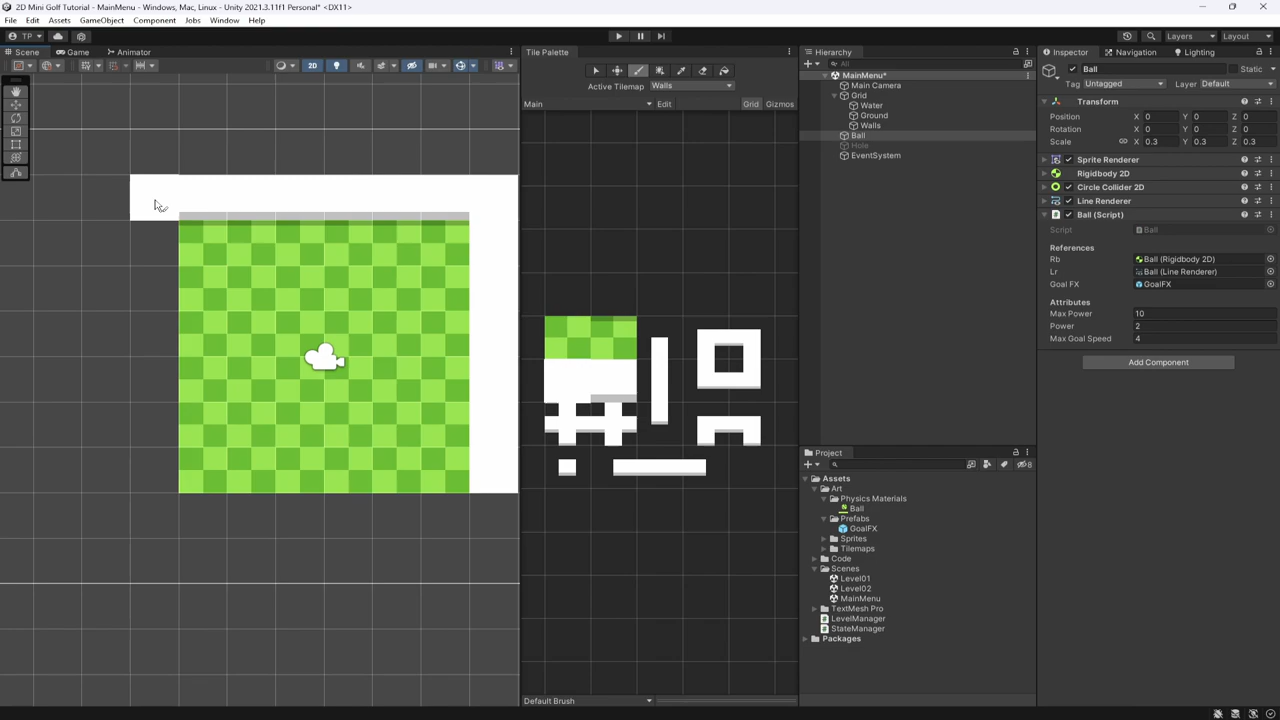 2D Mini Golf Tutorial - MainMenu - Windows, Mac, Linux - Unity 2021.3.11f1 Personal* <DX11>
File Edit Assets GameObject Component Jobs Window Help
TP
Layers Layout
Scene Game Animator
2D
Tile Palette
Active Tilemap Walls
Main Edit Grid Gizmos
Default Brush
Hierarchy
All
MainMenu*
Main Camera
Grid
Water
Ground
Walls
Ball
Hole
EventSystem
Project
8
Assets
Art
Physics Materials
Ball
Prefabs
GoalFX
Sprites
Tilemaps
Code
Scenes
Level01
Level02
MainMenu
TextMesh Pro
LevelManager
StateManager
Packages
Inspector Navigation Lighting
Ball Static
Tag Untagged Layer Default
Transform
Position X 0 Y 0 Z 0
Rotation X 0 Y 0 Z 0
Scale X 0.3 Y 0.3 Z 0.3
Sprite Renderer
Rigidbody 2D
Circle Collider 2D
Line Renderer
Ball (Script)
Script Ball
References
Rb Ball (Rigidbody 2D)
Lr Ball (Line Renderer)
Goal FX GoalFX
Attributes
Max Power 10
Power 2
Max Goal Speed 4
Add Component